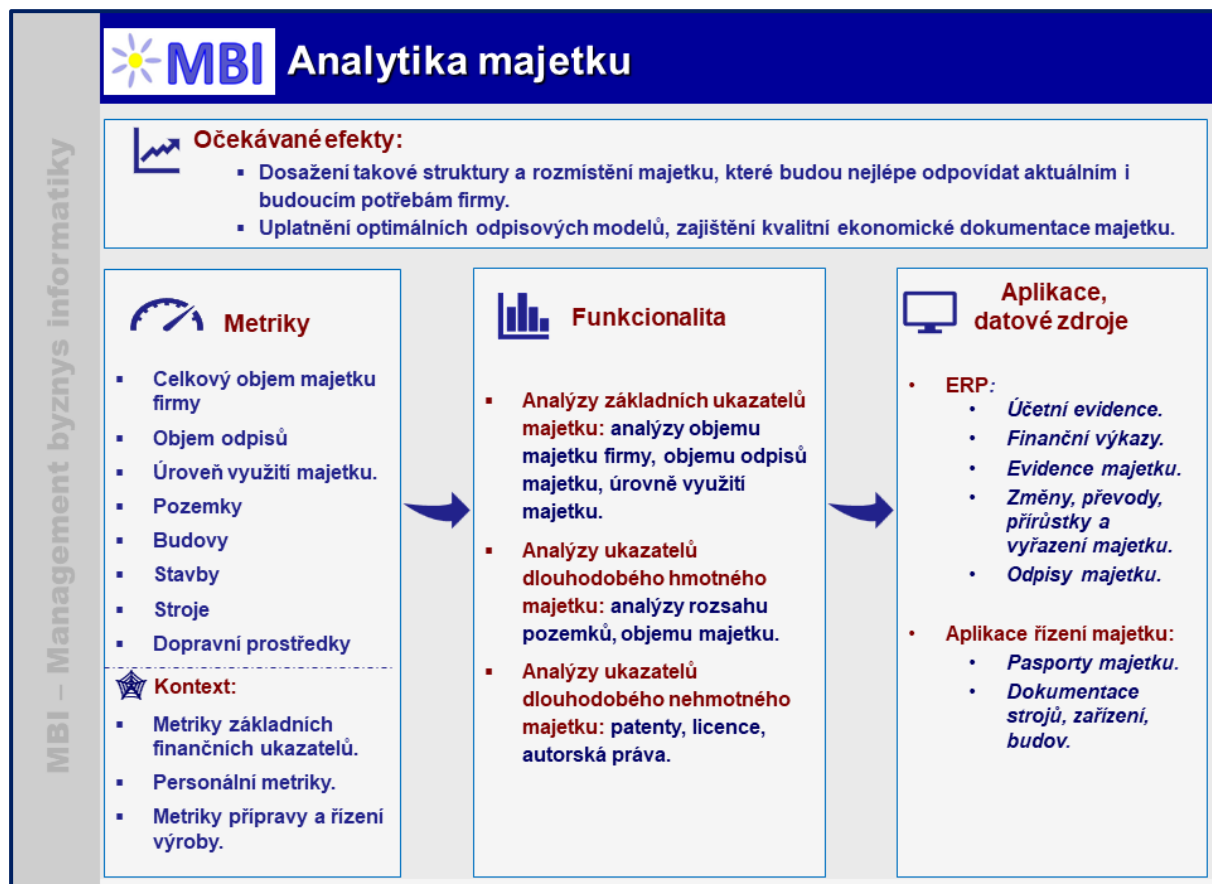 MBI Analytika majetku
MBI – Management byznys informatiky
Očekávané efekty:
▪ Dosažení takové struktury a rozmístění majetku, které budou nejlépe odpovídat aktuálním i
budoucím potřebám firmy.
▪ Uplatnění optimálních odpisových modelů, zajištění kvalitní ekonomické dokumentace majetku.
Metriky
▪ Celkový objem majetku
firmy
▪ Objem odpisů
▪ Úroveň využití majetku.
▪ Pozemky
▪ Budovy
▪ Stavby
▪ Stroje
▪ Dopravní prostředky
Kontext:
▪ Metriky základních
finančních ukazatelů.
▪ Personální metriky.
▪ Metriky přípravy a řízení
výroby.
Funkcionalita
▪ Analýzy základních ukazatelů
majetku: analýzy objemu
majetku firmy, objemu odpisů
majetku, úrovně využití
majetku.
▪ Analýzy ukazatelů
dlouhodobého hmotného
majetku: analýzy rozsahu
pozemků, objemu majetku.
▪ Analýzy ukazatelů
dlouhodobého nehmotného
majetku: patenty, licence,
autorská práva.
Aplikace,
datové zdroje
• ERP:
• Účetní evidence.
• Finanční výkazy.
• Evidence majetku.
• Změny, převody,
přírůstky a
vyřazení majetku.
• Odpisy majetku.
• Aplikace řízení majetku:
• Pasporty majetku.
• Dokumentace
strojů, zařízení,
budov.